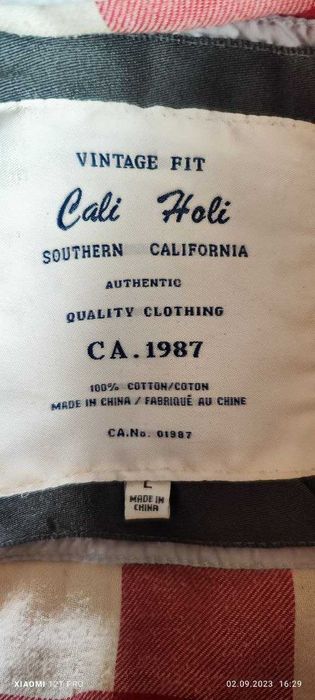 VINTAGE FIT
Cali Holi
SOUTHERN CALIFORNIA
AUTHENTIC
QUALITY CLOTHING
CA.1987
100% COTTON/COTON
MADE IN CHINA / FABRIQUÉ AU CHINE
CA.No. 01987
L
MADE IN
CHINA
XIAOMI 12T PRO
02.09.2023 16:29